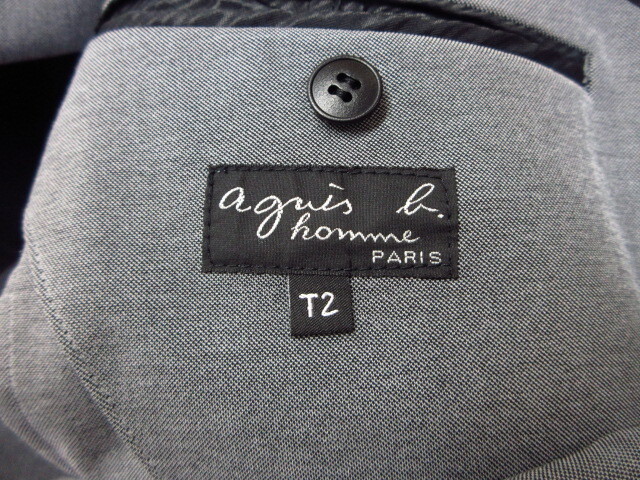 agnès b.
homme
PARIS
T2